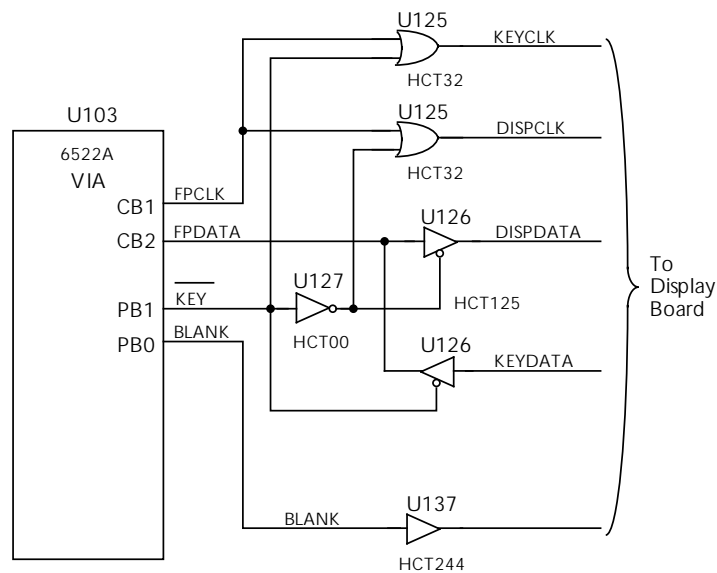 U125
KEYCLK
HCT32
U103
U125
DISPCLK
6522A
VIA
HCT32
CB1
FPCLK
CB2
FPDATA
U126
DISPDATA
To
Display
Board
KEY
U127
HCT125
PB1
HCT00
U126
PB0
BLANK
KEYDATA
BLANK
U137
HCT244